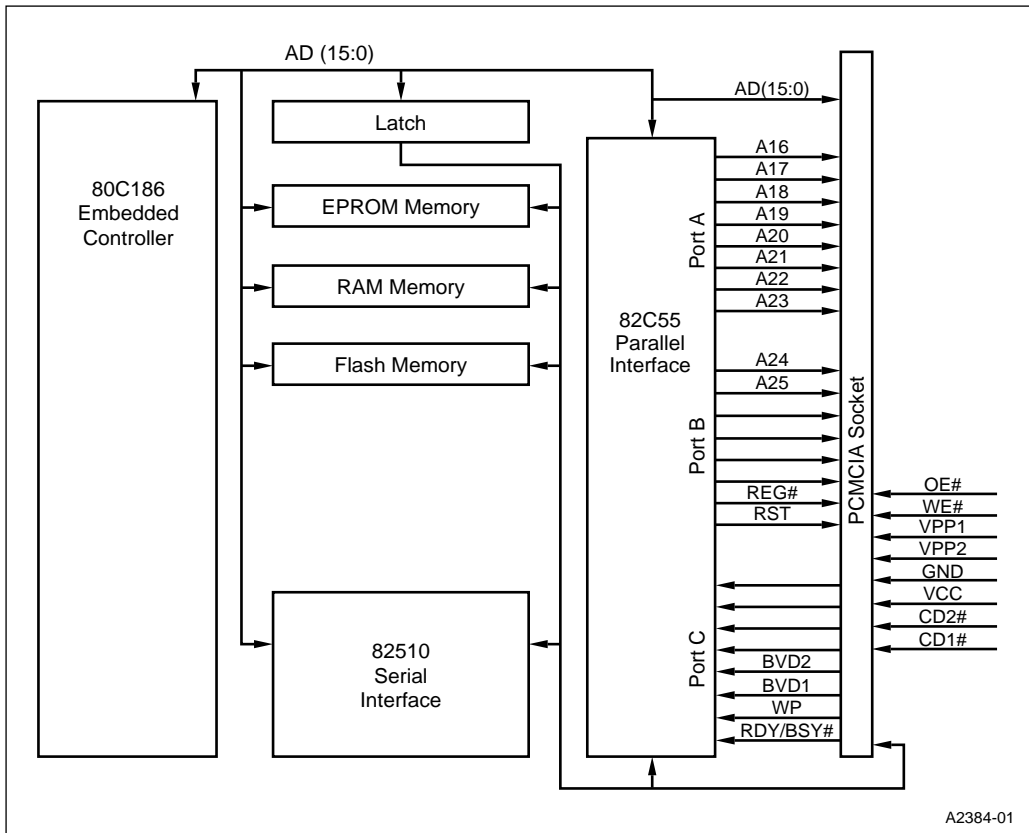 AD (15:0)
AD(15:0)
Latch
80C186
Embedded
Controller
EPROM Memory
RAM Memory
Flash Memory
82510
Serial
Interface
82C55
Parallel
Interface
Port A
Port B
Port C
A16
A17
A18
A19
A20
A21
A22
A23
A24
A25
REG#
RST
BVD2
BVD1
WP
RDY/BSY#
PCMCIA Socket
OE#
WE#
VPP1
VPP2
GND
VCC
CD2#
CD1#
A2384-01